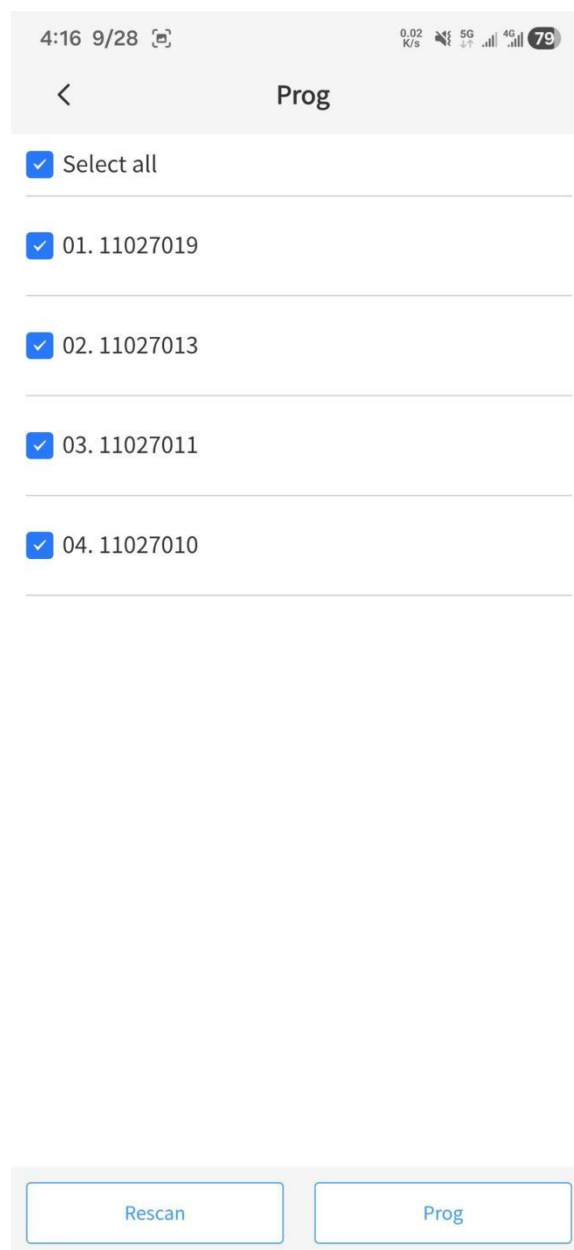 4:16 9/28 0.02 K/s 5G 4G 79
Prog
Select all
01. 11027019
02. 11027013
03. 11027011
04. 11027010
Rescan Prog